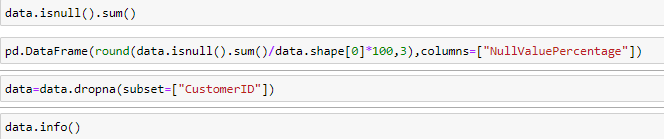 data.isnull().sum()
pd.DataFrame(round(data.isnull().sum()/data.shape[0]*100,3),columns=["NullValuePercentage"])
data=data.dropna(subset=["CustomerID"])
data.info()